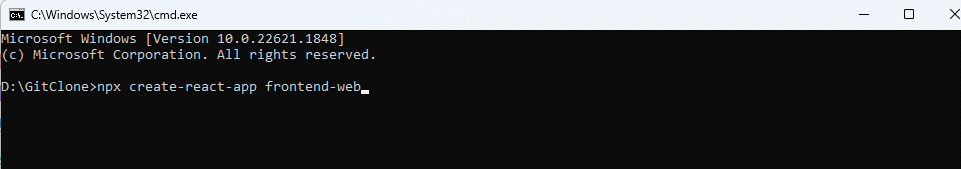 C:\Windows\System32\cmd.exe
Microsoft Windows [Version 10.0.22621.1848]
(c) Microsoft Corporation. All rights reserved.
D:\GitClone>npx create-react-app frontend-web